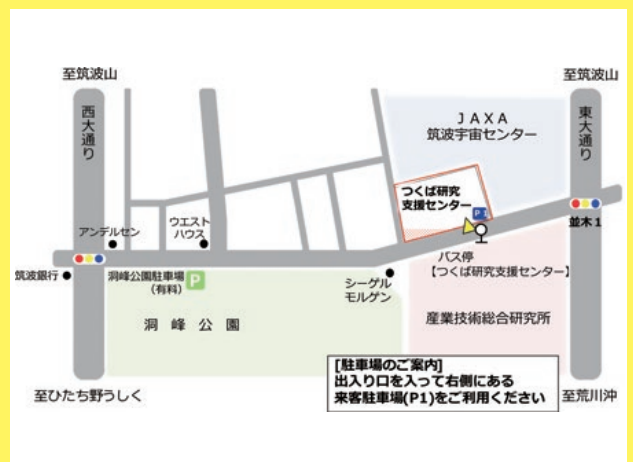 至筑波山
至筑波山
西大通り
東大通り
JAXA
筑波宇宙センター
つくば研究
支援センター
P1
並木1
ウエスト
ハウス
アンデルセン
バス停
【つくば研究支援センター】
筑波銀行
洞峰公園駐車場
(有料)
P
シーゲル
モルゲン
洞峰公園
産業技術総合研究所
[駐車場のご案内]
出入り口を入って右側にある
来客駐車場(P1)をご利用ください
至ひたち野うしく
至荒川沖